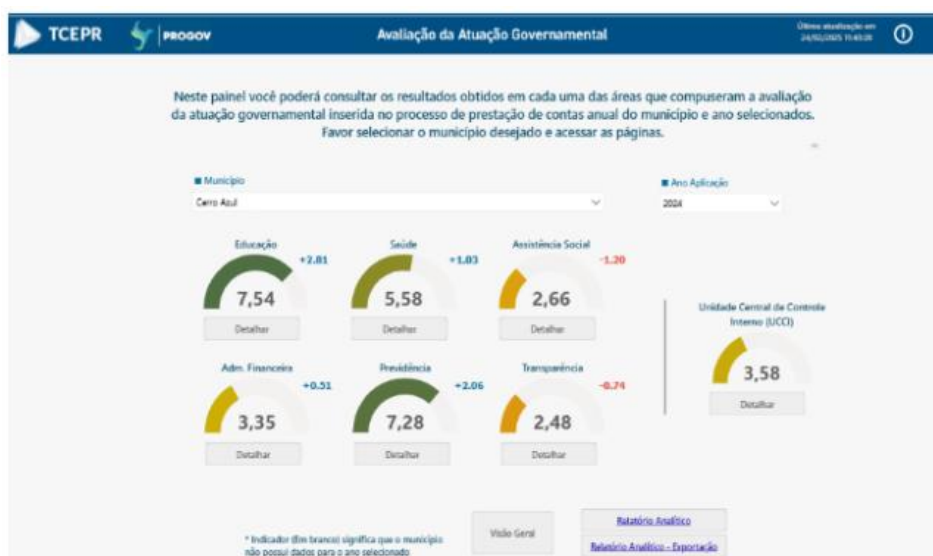 TCEPR
PROGOV
Avaliação da Atuação Governamental
Última atualização em
Neste painel você poderá consultar os resultados obtidos em cada uma das áreas que compuseram a avaliação
da atuação governamental inserida no processo de prestação de contas anual do município e ano selecionados.
Favor selecionar o município desejado e acessar as páginas.
Município
Cerro Azul
Ano Aplicação
2024
Educação
+2.81
7,54
Detalhar
Saúde
+1.03
5,58
Detalhar
Assistência Social
-1.20
2,66
Detalhar
Adm. Financeira
+0.51
3,35
Detalhar
Previdência
+2.06
7,28
Detalhar
Transparência
-0.74
2,48
Detalhar
Unidade Central de Controle
Interno (UCCI)
3,58
Detalhar
* Indicador (Em branco) significa que o município
não possui dados para o ano selecionado
Visão Geral
Relatório Analítico
Relatório Analítico - Exportação